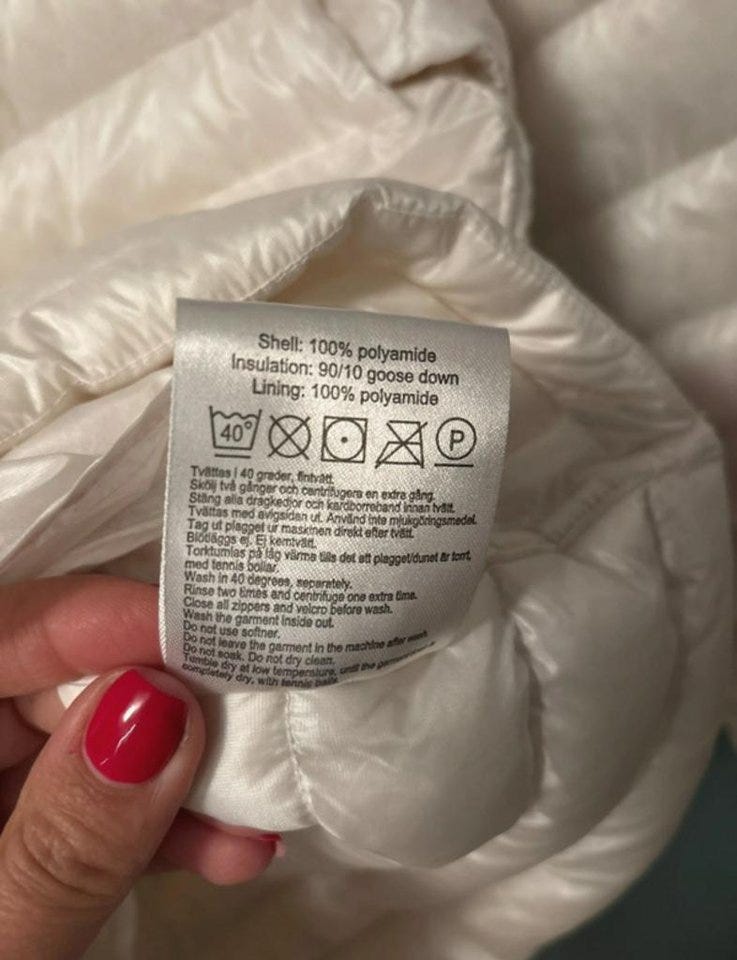 Shell: 100% polyamide
Insulation: 90/10 goose down
Lining: 100% polyamide
40° P
Tvättas i 40 grader, fintvätt.
Skölj två gånger och centrifugera en extra gång.
Stäng alla dragkedjor och kardborreband innan tvätt.
Tvättas med avigsidan ut. Använd inte mjukgöringsmedel.
Tag ut plagget ur maskinen direkt efter tvätt.
Blötläggs ej. Ej kemtvätt.
Torktumlas på låg värme tills det att plagget/dunet är torrt,
med tennis bollar.
Wash in 40 degrees, separately.
Rinse two times and centrifuge one extra time.
Close all zippers and velcro before wash.
Wash the garment inside out.
Do not use softner.
Do not leave the garment in the machine after wash.
Do not soak. Do not dry clean.
Tumble dry at low temperature, until the garment
completely dry, with tennis balls.